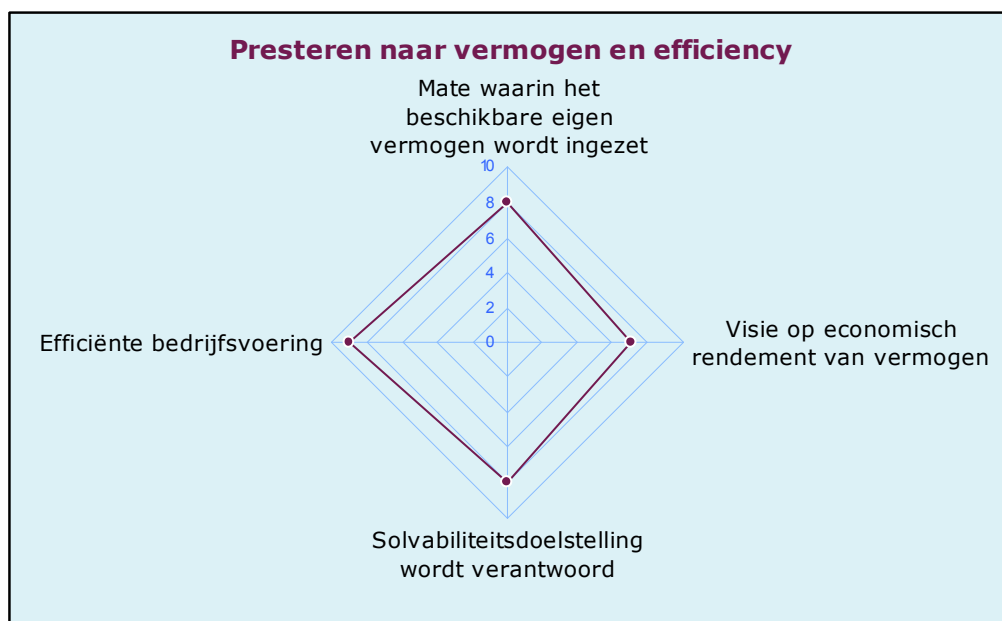 Presteren naar vermogen en efficiency
Mate waarin het
beschikbare eigen
vermogen wordt ingezet
10
8
6
4
2
0
Efficiënte bedrijfsvoering
Visie op economisch
rendement van vermogen
Solvabiliteitsdoelstelling
wordt verantwoord